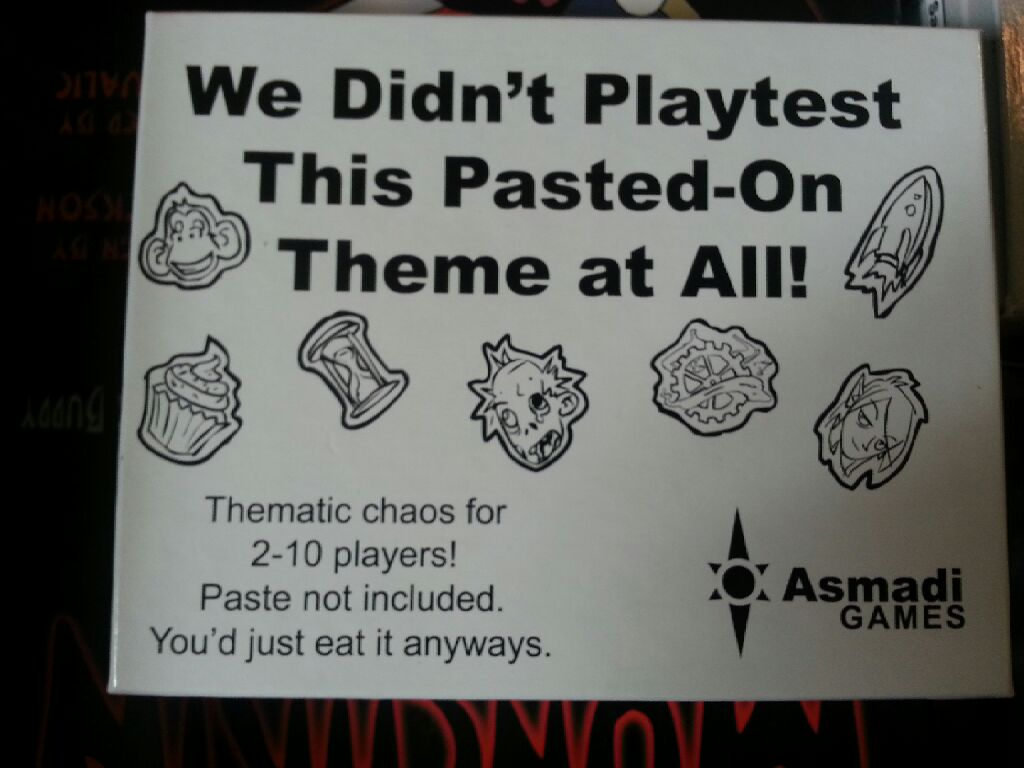 We Didn't Playtest
This Pasted-On
Theme at All!
Thematic chaos for
2-10 players!
Paste not included.
You'd just eat it anyways.
Asmadi
GAMES
Buddy